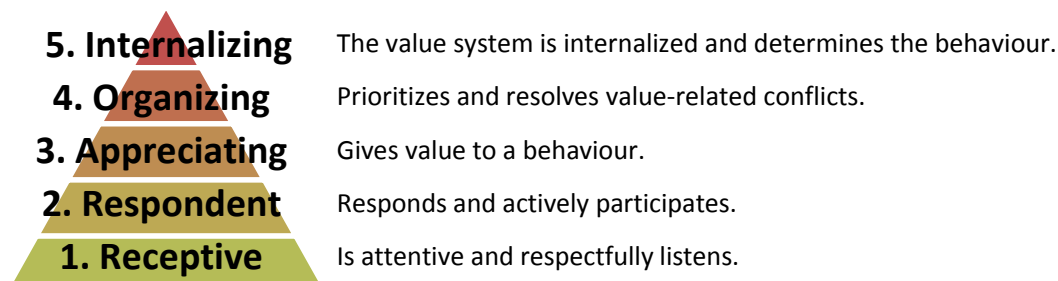 5. Internalizing The value system is internalized and determines the behaviour.
4. Organizing Prioritizes and resolves value-related conflicts.
3. Appreciating Gives value to a behaviour.
2. Respondent Responds and actively participates.
1. Receptive Is attentive and respectfully listens.